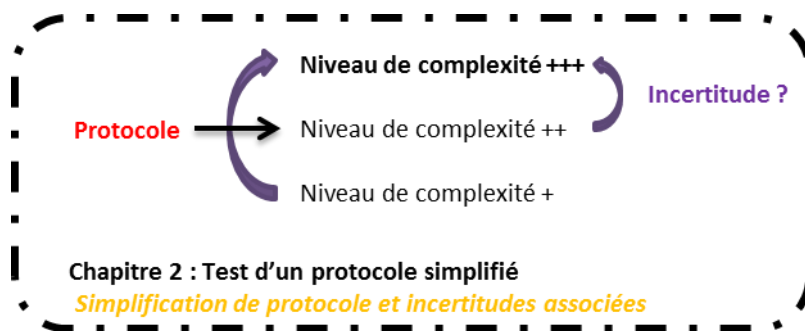 Niveau de complexité +++
Incertitude ?
Protocole
Niveau de complexité ++
Niveau de complexité +
Chapitre 2 : Test d’un protocole simplifié
Simplification de protocole et incertitudes associées